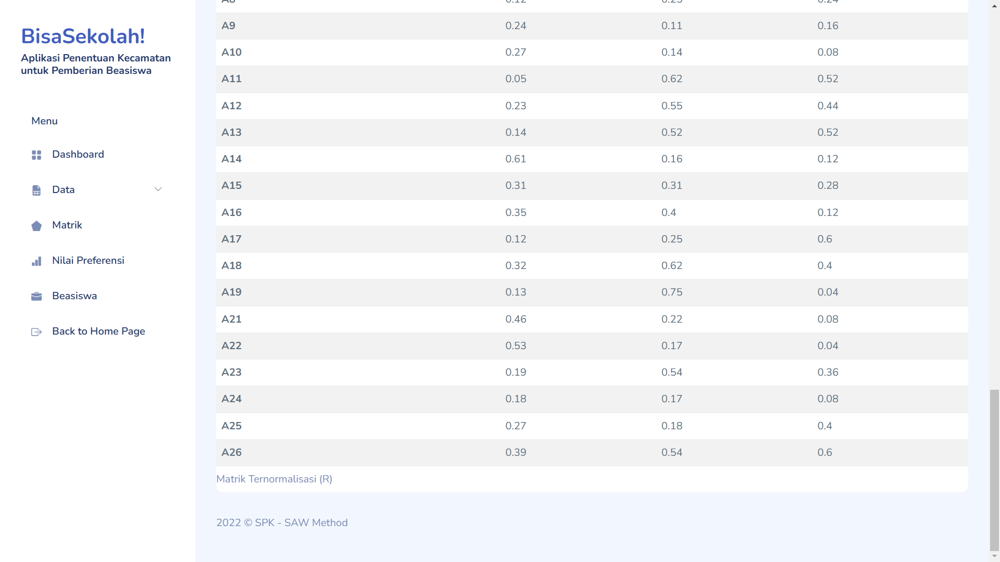 BisaSekolah!
Aplikasi Penentuan Kecamatan
untuk Pemberian Beasiswa
Menu
Dashboard
Data
Matrik
Nilai Preferensi
Beasiswa
Back to Home Page
A8 0.12 0.25 0.24
A9 0.24 0.11 0.16
A10 0.27 0.14 0.08
A11 0.05 0.62 0.52
A12 0.23 0.55 0.44
A13 0.14 0.52 0.52
A14 0.61 0.16 0.12
A15 0.31 0.31 0.28
A16 0.35 0.4 0.12
A17 0.12 0.25 0.6
A18 0.32 0.62 0.4
A19 0.13 0.75 0.04
A21 0.46 0.22 0.08
A22 0.53 0.17 0.04
A23 0.19 0.54 0.36
A24 0.18 0.17 0.08
A25 0.27 0.18 0.4
A26 0.39 0.54 0.6
Matrik Ternormalisasi (R)
2022 © SPK - SAW Method